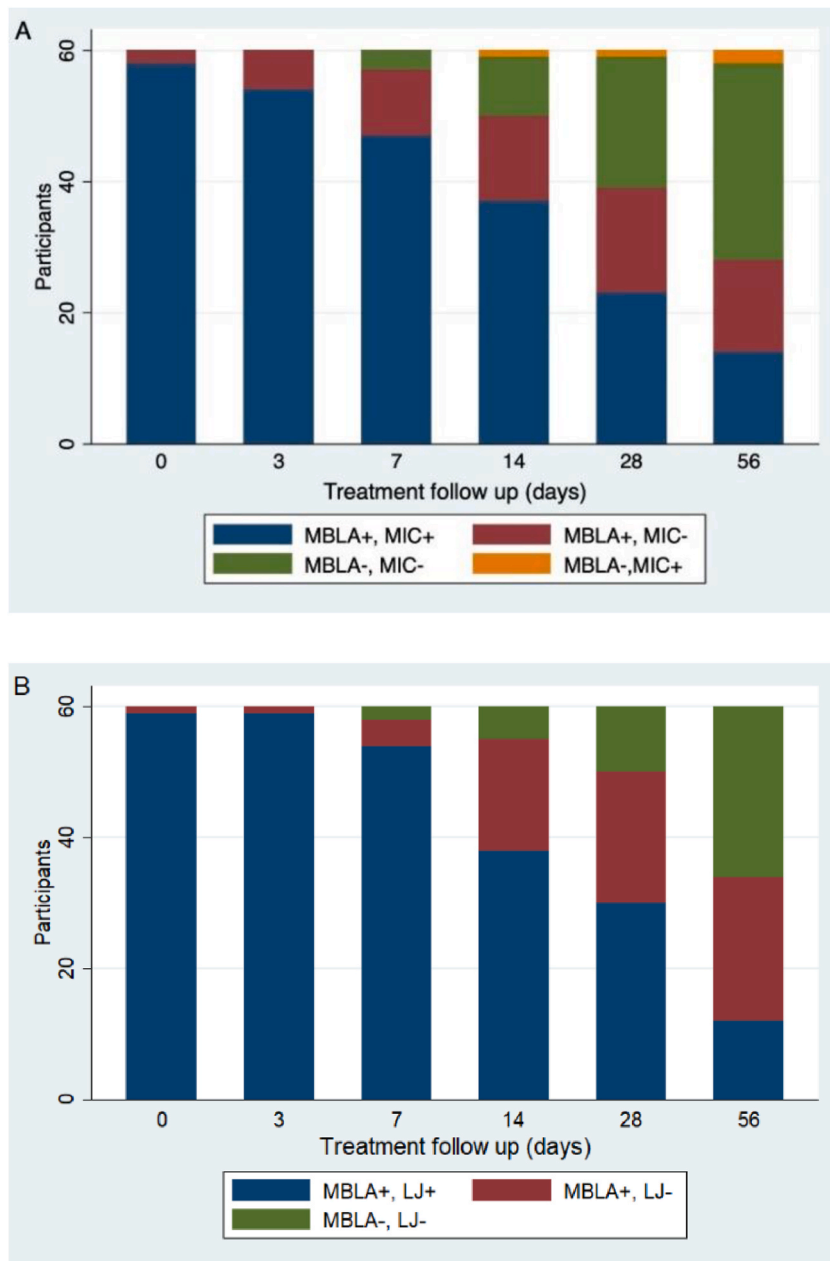 A
60
40
20
0
Participants
0 3 7 14 28 56
Treatment follow up (days)
MBLA+, MIC+ MBLA+, MIC-
MBLA-, MIC- MBLA-,MIC+
B
60
40
20
0
Participants
0 3 7 14 28 56
Treatment follow up (days)
MBLA+, LJ+ MBLA+, LJ-
MBLA-, LJ-